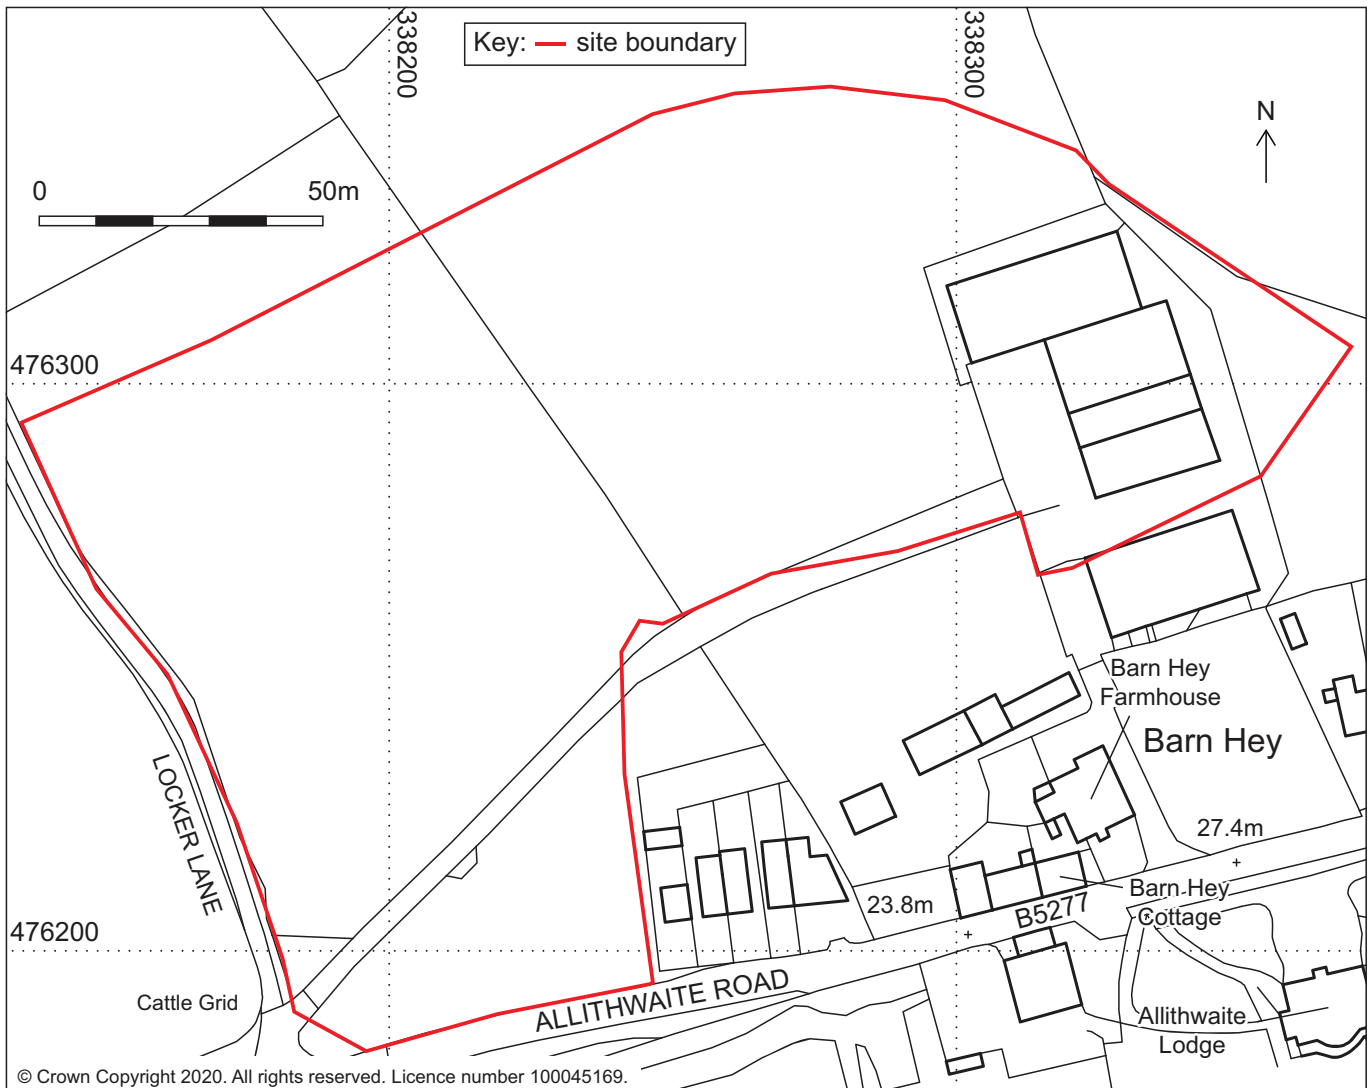 338200
338300
Key: site boundary
N
0 50m
476300
Barn Hey
Farmhouse
Barn Hey
LOCKER LANE
27.4m
23.8m
B5277
Barn Hey
Cottage
476200
ALLITHWAITE ROAD
Cattle Grid
Allithwaite
Lodge
© Crown Copyright 2020. All rights reserved. Licence number 100045169.